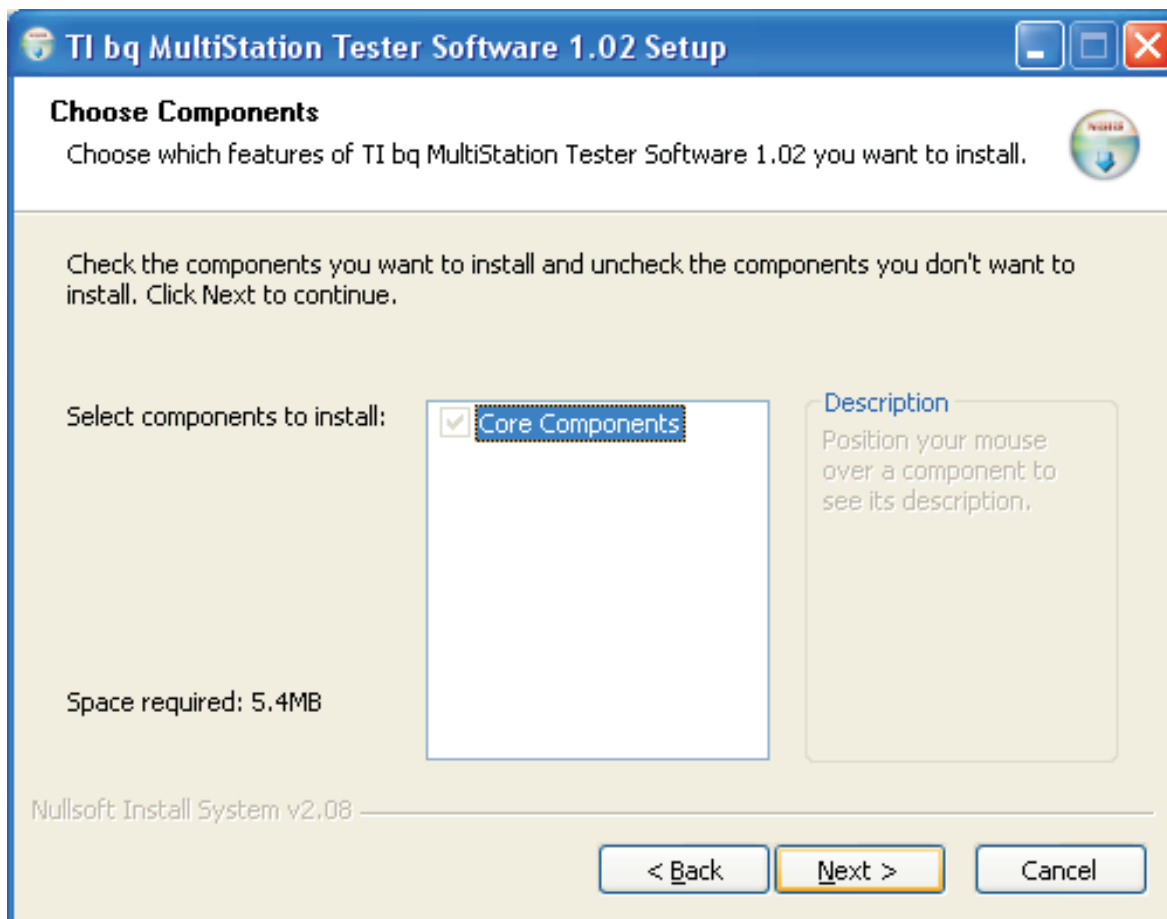 TI bq MultiStation Tester Software 1.02 Setup
Choose Components
Choose which features of TI bq MultiStation Tester Software 1.02 you want to install.
Check the components you want to install and uncheck the components you don't want to
install. Click Next to continue.
Select components to install:
Core Components
Description
Position your mouse
over a component to
see its description.
Space required: 5.4MB
Nullsoft Install System v2.08
< Back
Next >
Cancel